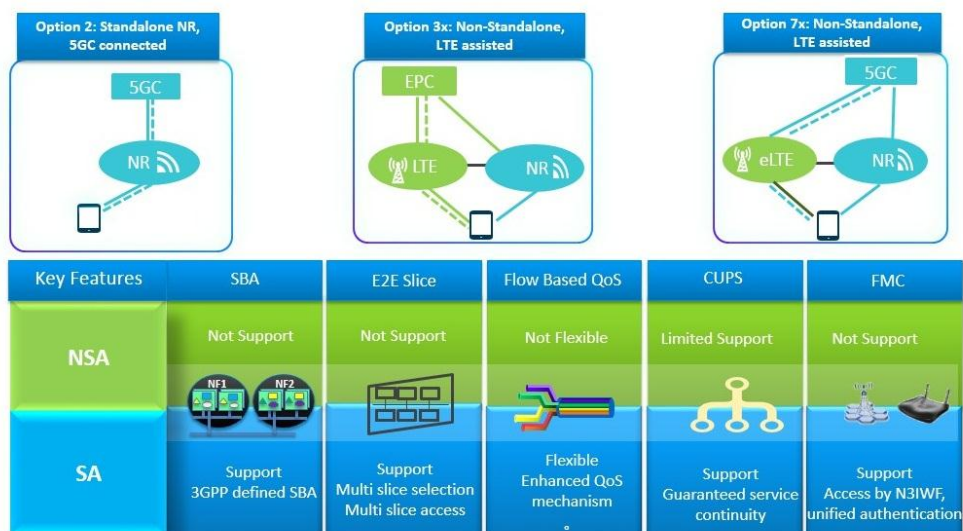 Option 2: Standalone NR,
5GC connected
Option 3x: Non-Standalone,
LTE assisted
Option 7x: Non-Standalone,
LTE assisted
5GC
NR
EPC
LTE
NR
5GC
eLTE
NR
Key Features
SBA
E2E Slice
Flow Based QoS
CUPS
FMC
NSA
Not Support
Not Support
Not Flexible
Limited Support
Not Support
NF1
NF2
SA
Support
3GPP defined SBA
Support
Multi slice selection
Multi slice access
Flexible
Enhanced QoS
mechanism
Support
Guaranteed service
continuity
Support
Access by N3IWF,
unified authentication